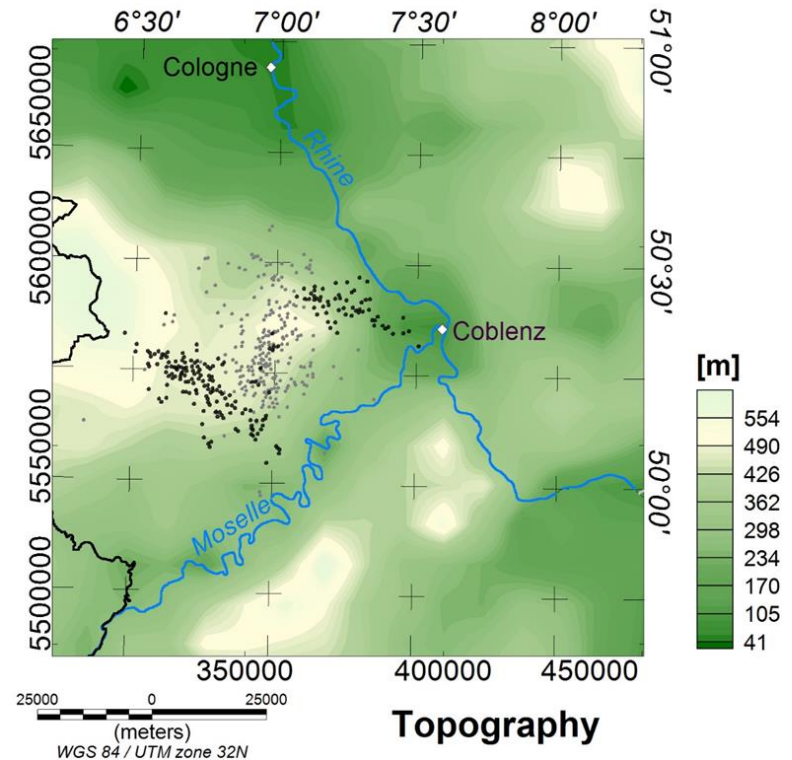 6°30' 7°00' 7°30' 8°00'
51°00'
50°30'
50°00'
5650000
5600000
5550000
5500000
Cologne
Rhine
Coblenz
Moselle
[m]
554
490
426
362
298
234
170
105
41
350000 400000 450000
25000 0 25000
(meters)
WGS 84 / UTM zone 32N
Topography